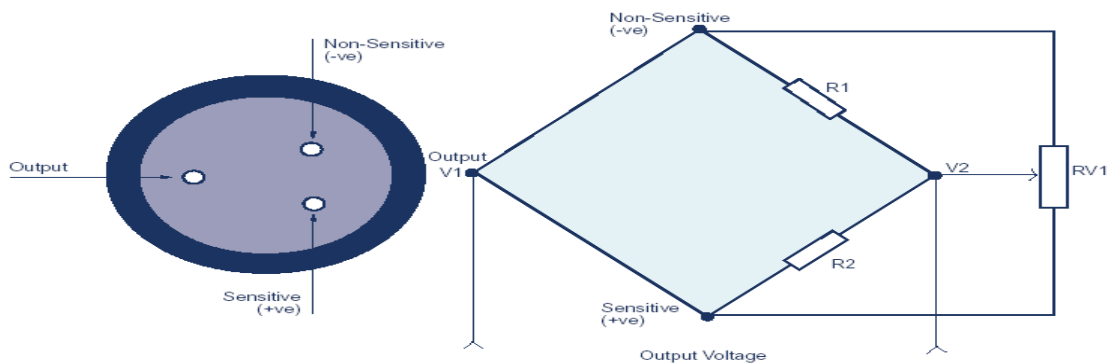 Non-Sensitive
(-ve)
Output
Sensitive
(+ve)
Non-Sensitive
(-ve)
R1
Output
V1
V2
RV1
R2
Sensitive
(+ve)
Output Voltage